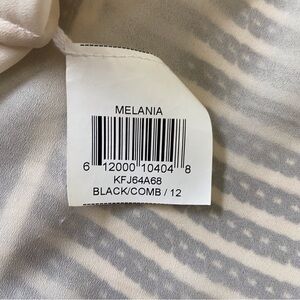 MELANIA
6 12000 10404 8
KFJ64A68
BLACK/COMB / 12